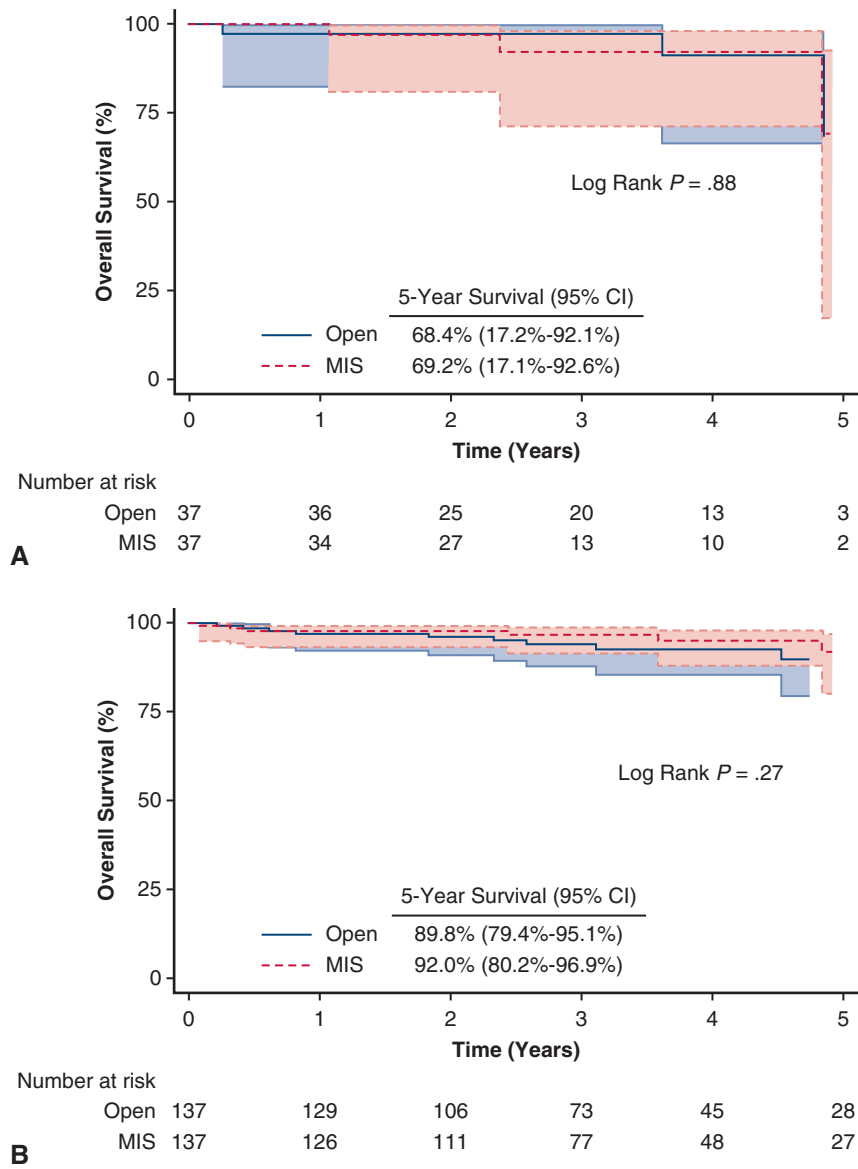 100
75
50
25
0
Overall Survival (%)
Log Rank P = .88
5-Year Survival (95% CI)
Open 68.4% (17.2%-92.1%)
MIS 69.2% (17.1%-92.6%)
0 1 2 3 4 5
Time (Years)
Number at risk
Open 37 36 25 20 13 3
MIS 37 34 27 13 10 2
A
100
75
50
25
0
Overall Survival (%)
Log Rank P = .27
5-Year Survival (95% CI)
Open 89.8% (79.4%-95.1%)
MIS 92.0% (80.2%-96.9%)
0 1 2 3 4 5
Time (Years)
Number at risk
Open 137 129 106 73 45 28
MIS 137 126 111 77 48 27
B